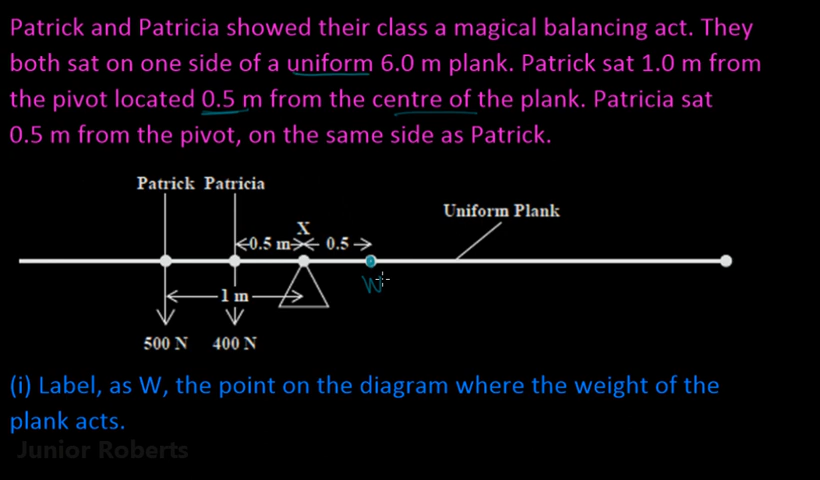 Patrick and Patricia showed their class a magical balancing act. They
both sat on one side of a uniform 6.0 m plank. Patrick sat 1.0 m from
the pivot located 0.5 m from the centre of the plank. Patricia sat
0.5 m from the pivot, on the same side as Patrick.
Patrick Patricia
Uniform Plank
X
0.5 m 0.5
W
1 m
500 N 400 N
(i) Label, as W, the point on the diagram where the weight of the
plank acts.
Junior Roberts